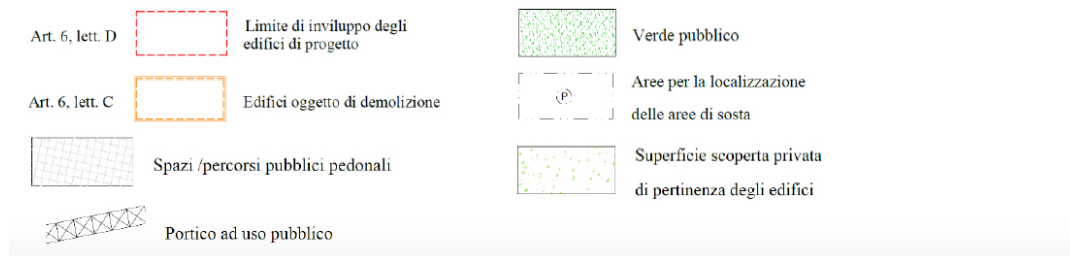 Art. 6, lett. D
Limite di inviluppo degli
edifici di progetto
Art. 6, lett. C
Edifici oggetto di demolizione
Spazi /percorsi pubblici pedonali
Portico ad uso pubblico
Verde pubblico
P
Aree per la localizzazione
delle aree di sosta
Superficie scoperta privata
di pertinenza degli edifici